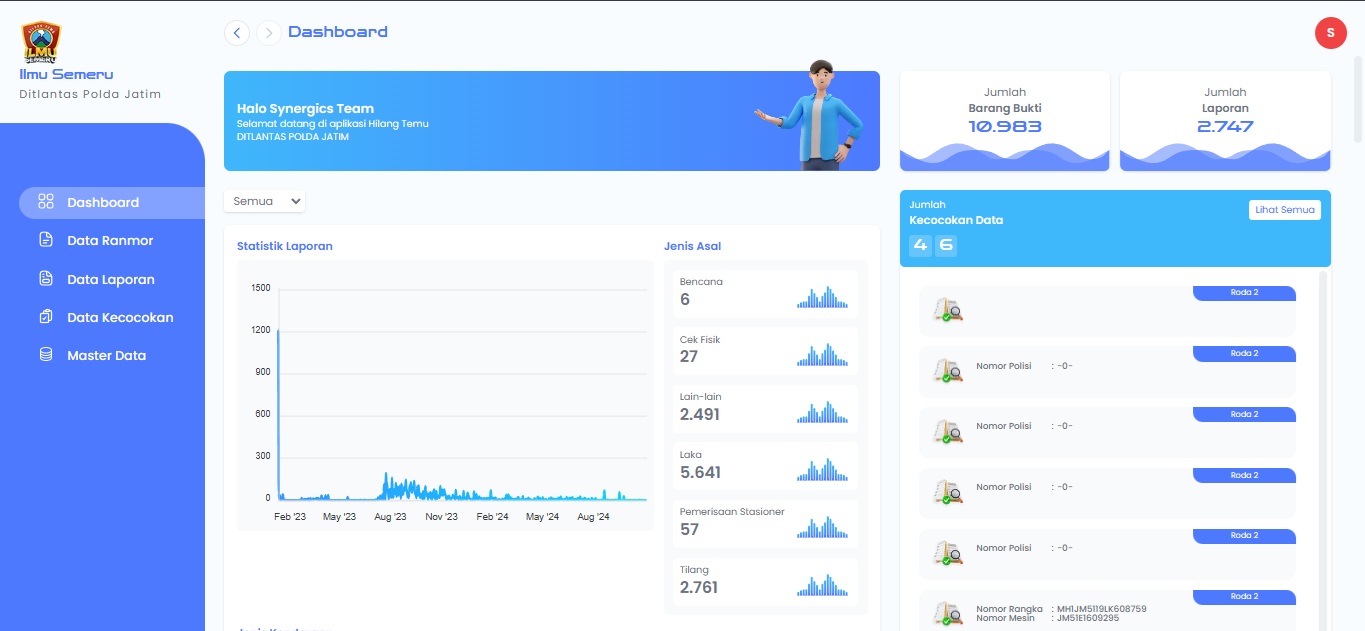 ILMU
SEMERU
Ilmu Semeru
Ditlantas Polda Jatim
Dashboard
Data Ranmor
Data Laporan
Data Kecocokan
Master Data
Dashboard
S
Halo Synergics Team
Selamat datang di aplikasi Hilang Temu
DITLANTAS POLDA JATIM
Jumlah
Barang Bukti
10.983
Jumlah
Laporan
2.747
Semua
Statistik Laporan
1500
1200
900
600
300
0
Feb '23 May '23 Aug '23 Nov '23 Feb '24 May '24 Aug '24
Jenis Asal
Bencana
6
Cek Fisik
27
Lain-lain
2.491
Laka
5.641
Pemerisaan Stasioner
57
Tilang
2.761
Jumlah
Kecocokan Data
4 6
Lihat Semua
Roda 2
Roda 2
Nomor Polisi : -0-
Roda 2
Nomor Polisi : -0-
Roda 2
Nomor Polisi : -0-
Roda 2
Nomor Polisi : -0-
Roda 2
Nomor Rangka : MH1JM5119LK608759
Nomor Mesin : JM51E1609295